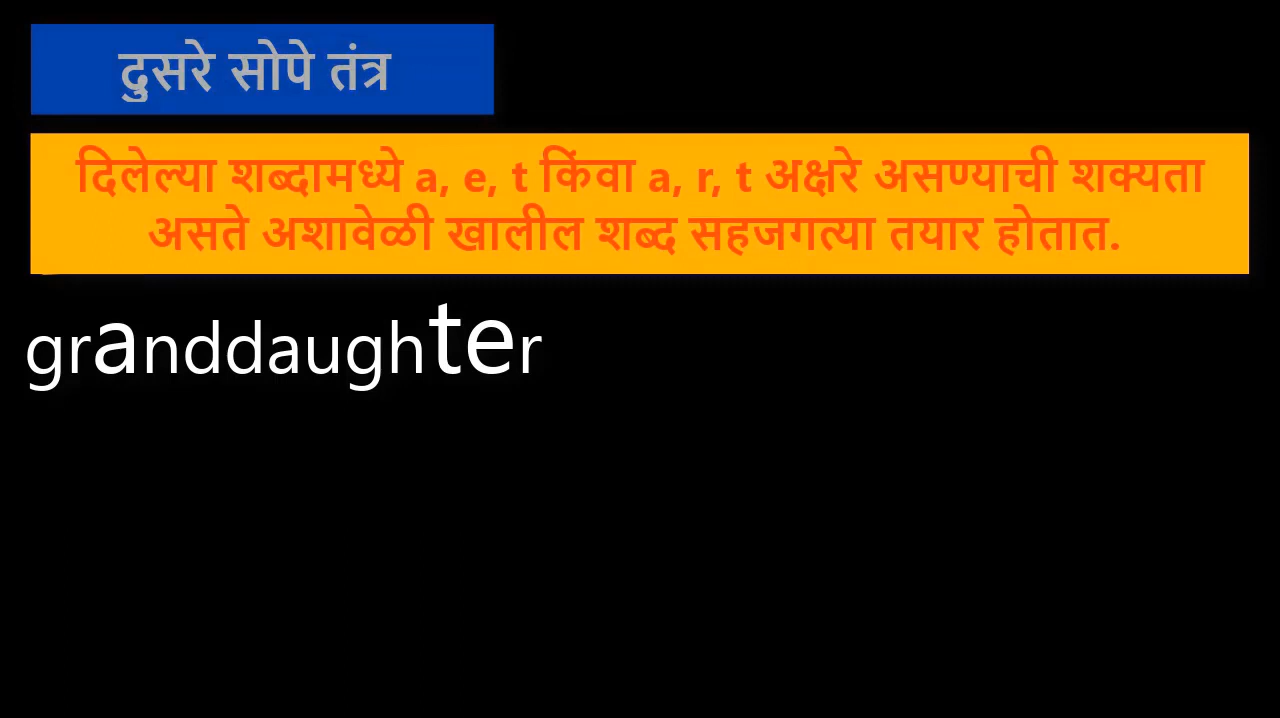 दुसरे सोपे तंत्र
दिलेल्या शब्दामध्ये a, e, t किंवा a, r, t अक्षरे असण्याची शक्यता
असते अशावेळी खालील शब्द सहजगत्या तयार होतात.
granddaughter